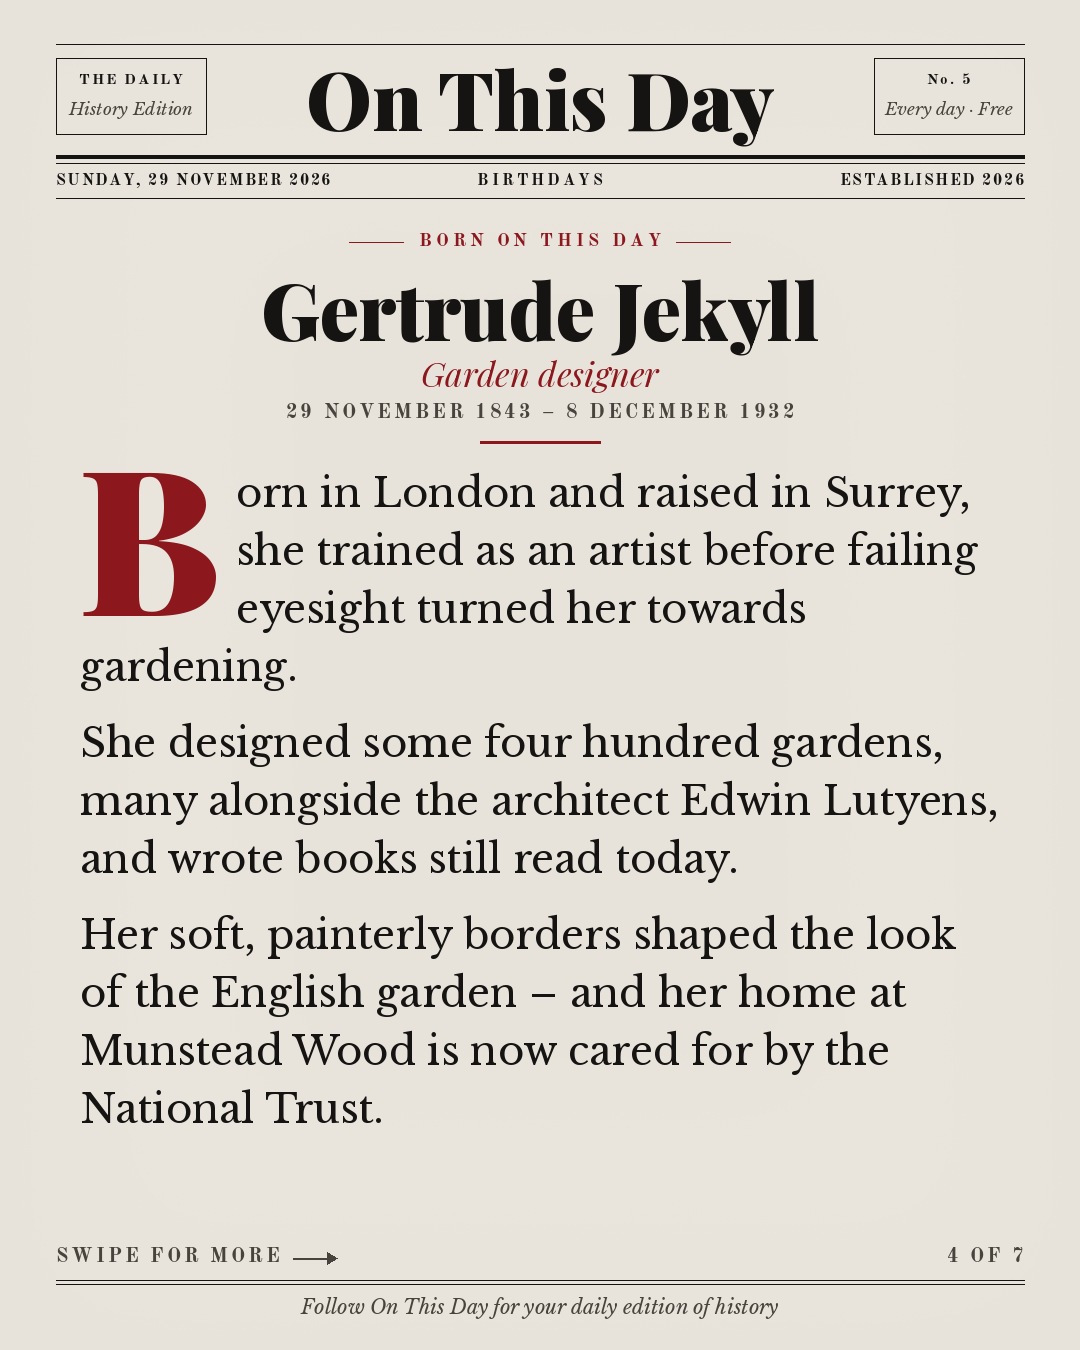 THE DAILY
History Edition
On This Day
No. 5
Every day · Free
SUNDAY, 29 NOVEMBER 2026
BIRTHDAYS
ESTABLISHED 2026
BORN ON THIS DAY
Gertrude Jekyll
Garden designer
29 NOVEMBER 1843 – 8 DECEMBER 1932
Born in London and raised in Surrey,
she trained as an artist before failing
eyesight turned her towards
gardening.
She designed some four hundred gardens,
many alongside the architect Edwin Lutyens,
and wrote books still read today.
Her soft, painterly borders shaped the look
of the English garden – and her home at
Munstead Wood is now cared for by the
National Trust.
SWIPE FOR MORE
4 OF 7
Follow On This Day for your daily edition of history